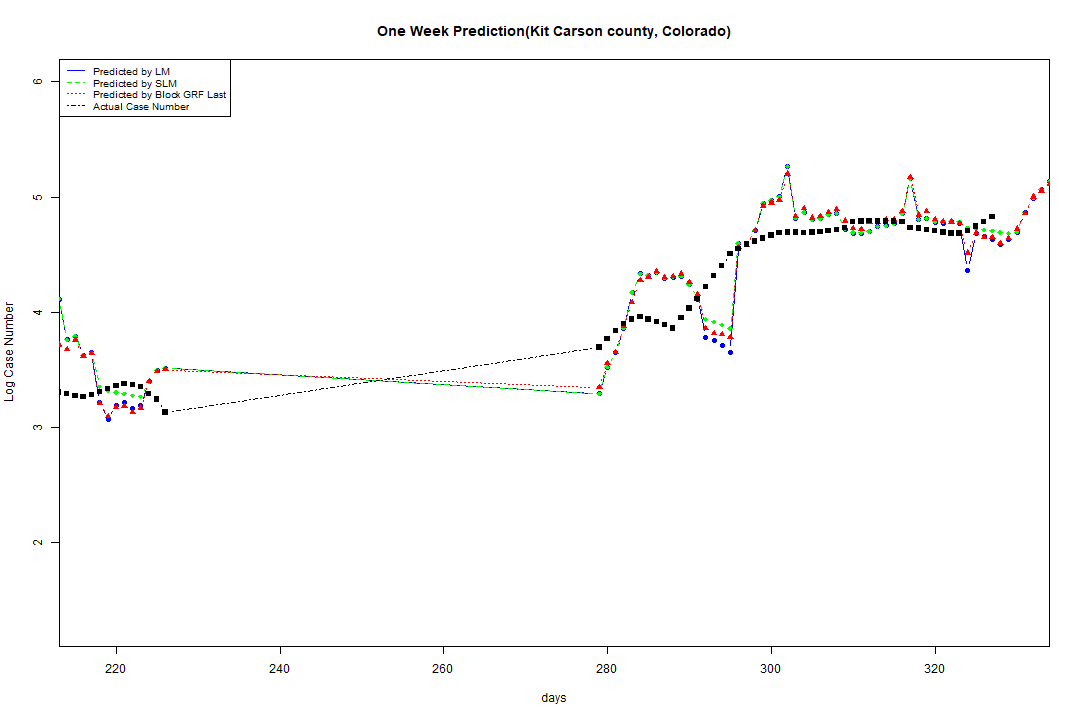 One Week Prediction(Kit Carson county, Colorado)
Predicted by LM
Predicted by SLM
Predicted by Block GRF Last
Actual Case Number
6
5
4
3
2
Log Case Number
220 240 260 280 300 320
days